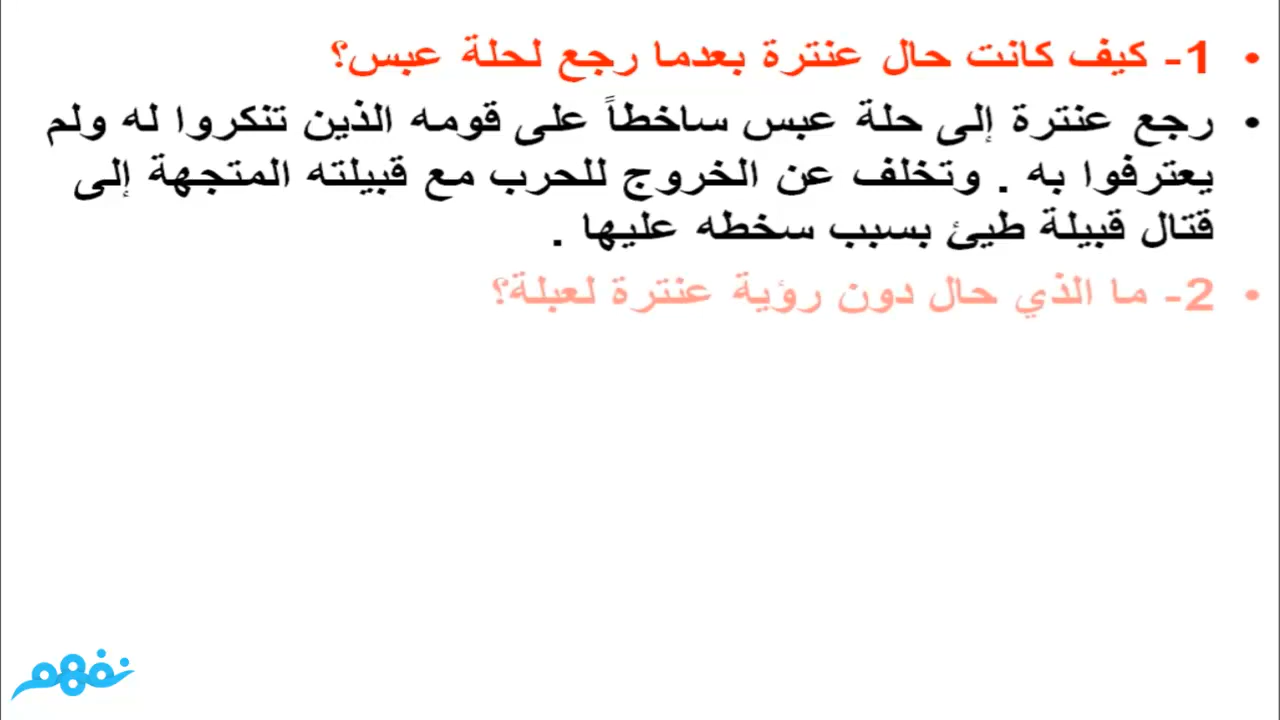 • 1- كيف كانت حال عنترة بعدما رجع لحلة عبس؟
• رجع عنترة إلى حلة عبس ساخطاً على قومه الذين تنكروا له ولم
يعترفوا به . وتخلف عن الخروج للحرب مع قبيلته المتجهة إلى
قتال قبيلة طيئ بسبب سخطه عليها .
• 2- ما الذي حال دون رؤية عنترة لعبلة؟
نفهم